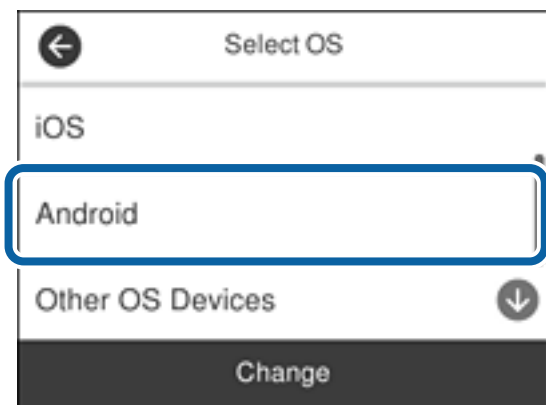 Select OS
iOS
Android
Other OS Devices
Change